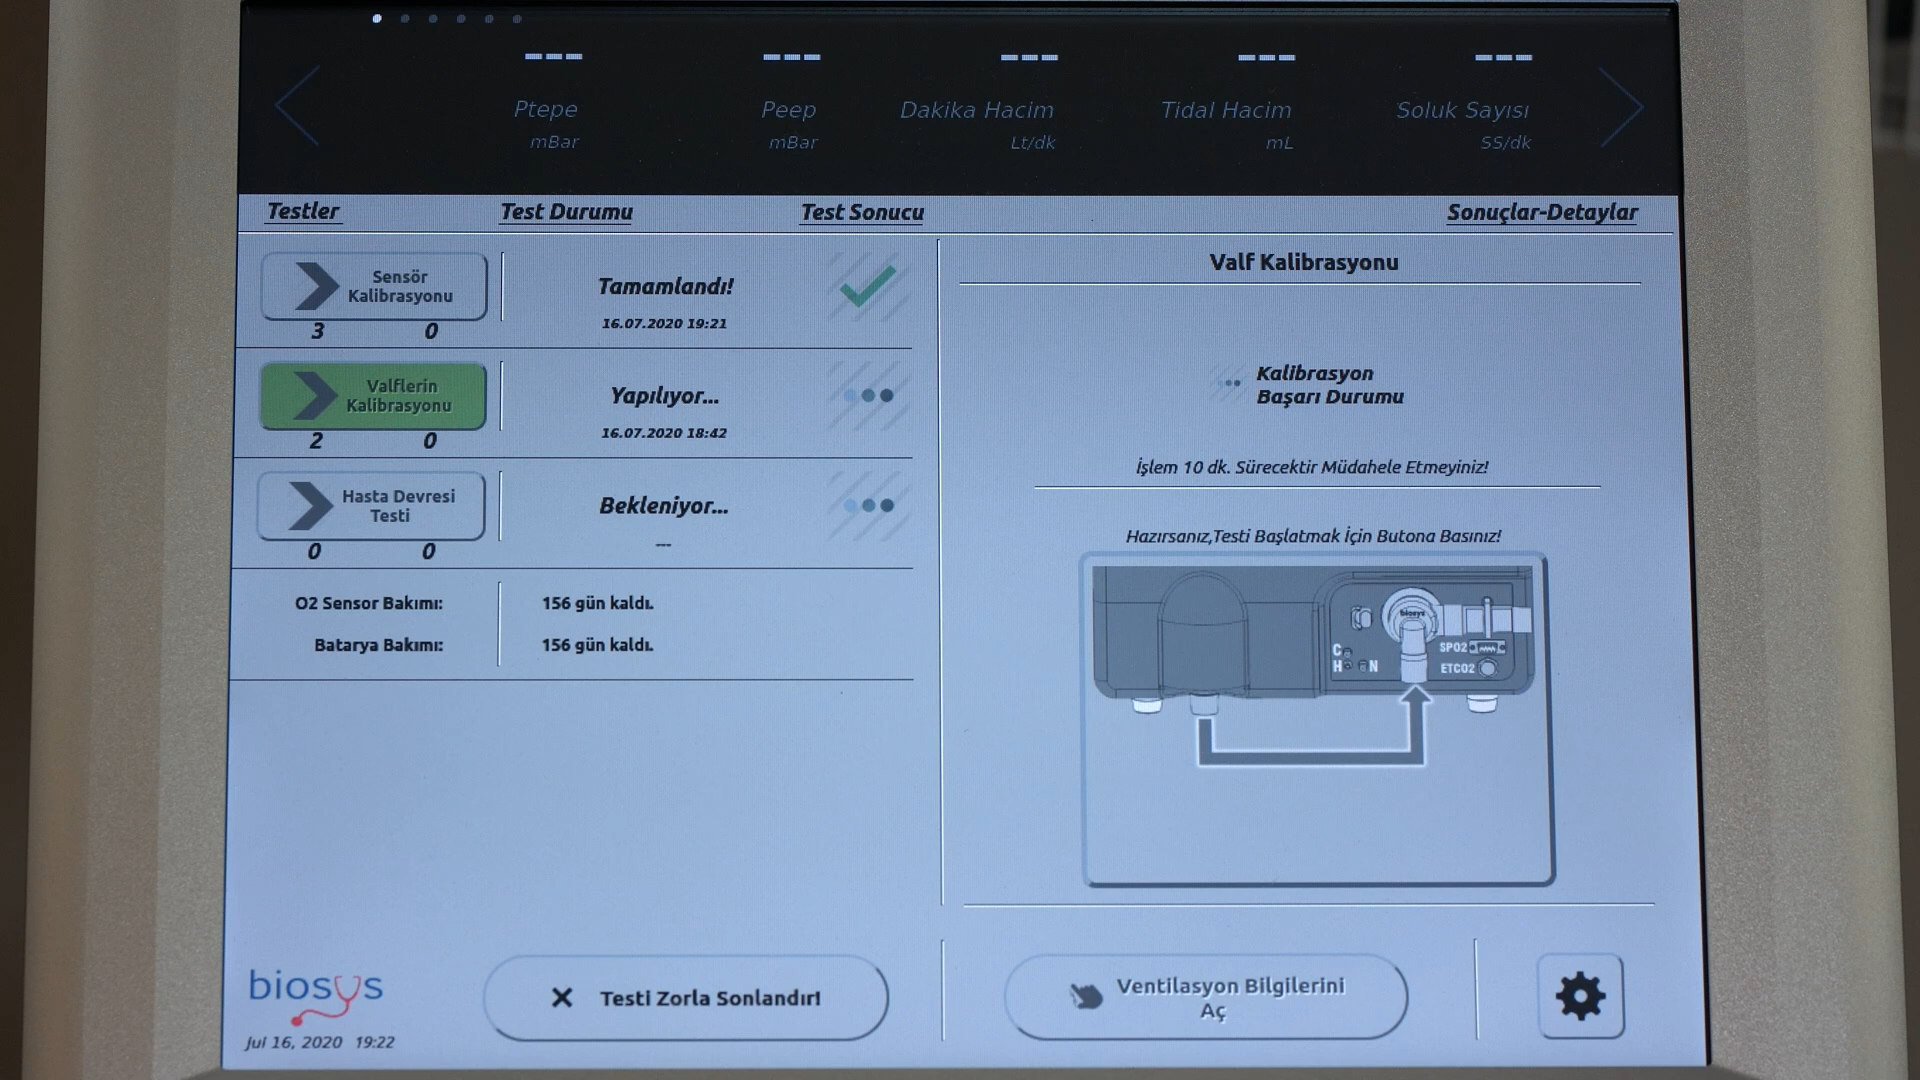 --- --- --- --- ---
Ptepe Peep Dakika Hacim Tidal Hacim Soluk Sayısı
mBar mBar Lt/dk mL SS/dk
Testler Test Durumu Test Sonucu Sonuçlar-Detaylar
Sensör
Kalibrasyonu
3 0
Tamamlandı!
16.07.2020 19:21
Valflerin
Kalibrasyonu
2 0
Yapılıyor...
16.07.2020 18:42
Hasta Devresi
Testi
0 0
Bekleniyor...
---
O2 Sensor Bakımı: 156 gün kaldı.
Batarya Bakımı: 156 gün kaldı.
Valf Kalibrasyonu
Kalibrasyon
Başarı Durumu
İşlem 10 dk. Sürecektir Müdahele Etmeyiniz!
Hazırsanız,Testi Başlatmak İçin Butona Basınız!
biosys
C
H N
SPO2
ETCO2
biosys
Jul 16, 2020 19:22
X Testi Zorla Sonlandır!
Ventilasyon Bilgilerini
Aç